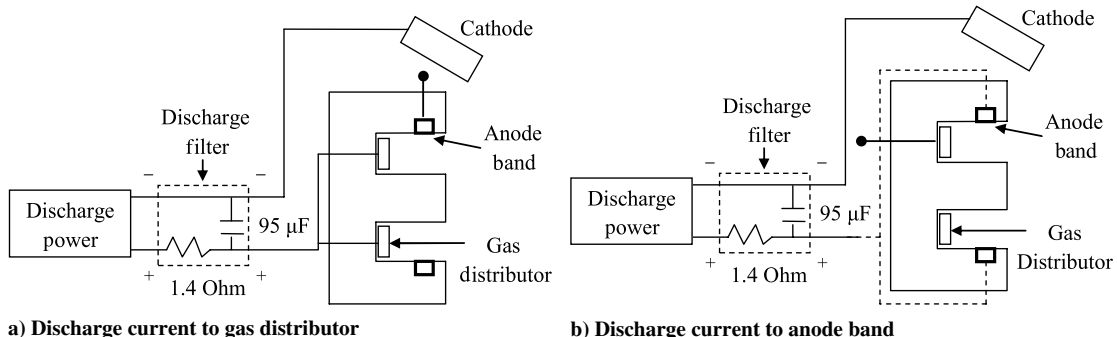 Cathode
Discharge
filter
Anode
band
−
−
Discharge
power
95 μF
Gas
distributor
+
+
1.4 Ohm
a) Discharge current to gas distributor
Cathode
Discharge
filter
Anode
band
−
−
Discharge
power
95 μF
Gas
Distributor
+
+
1.4 Ohm
b) Discharge current to anode band